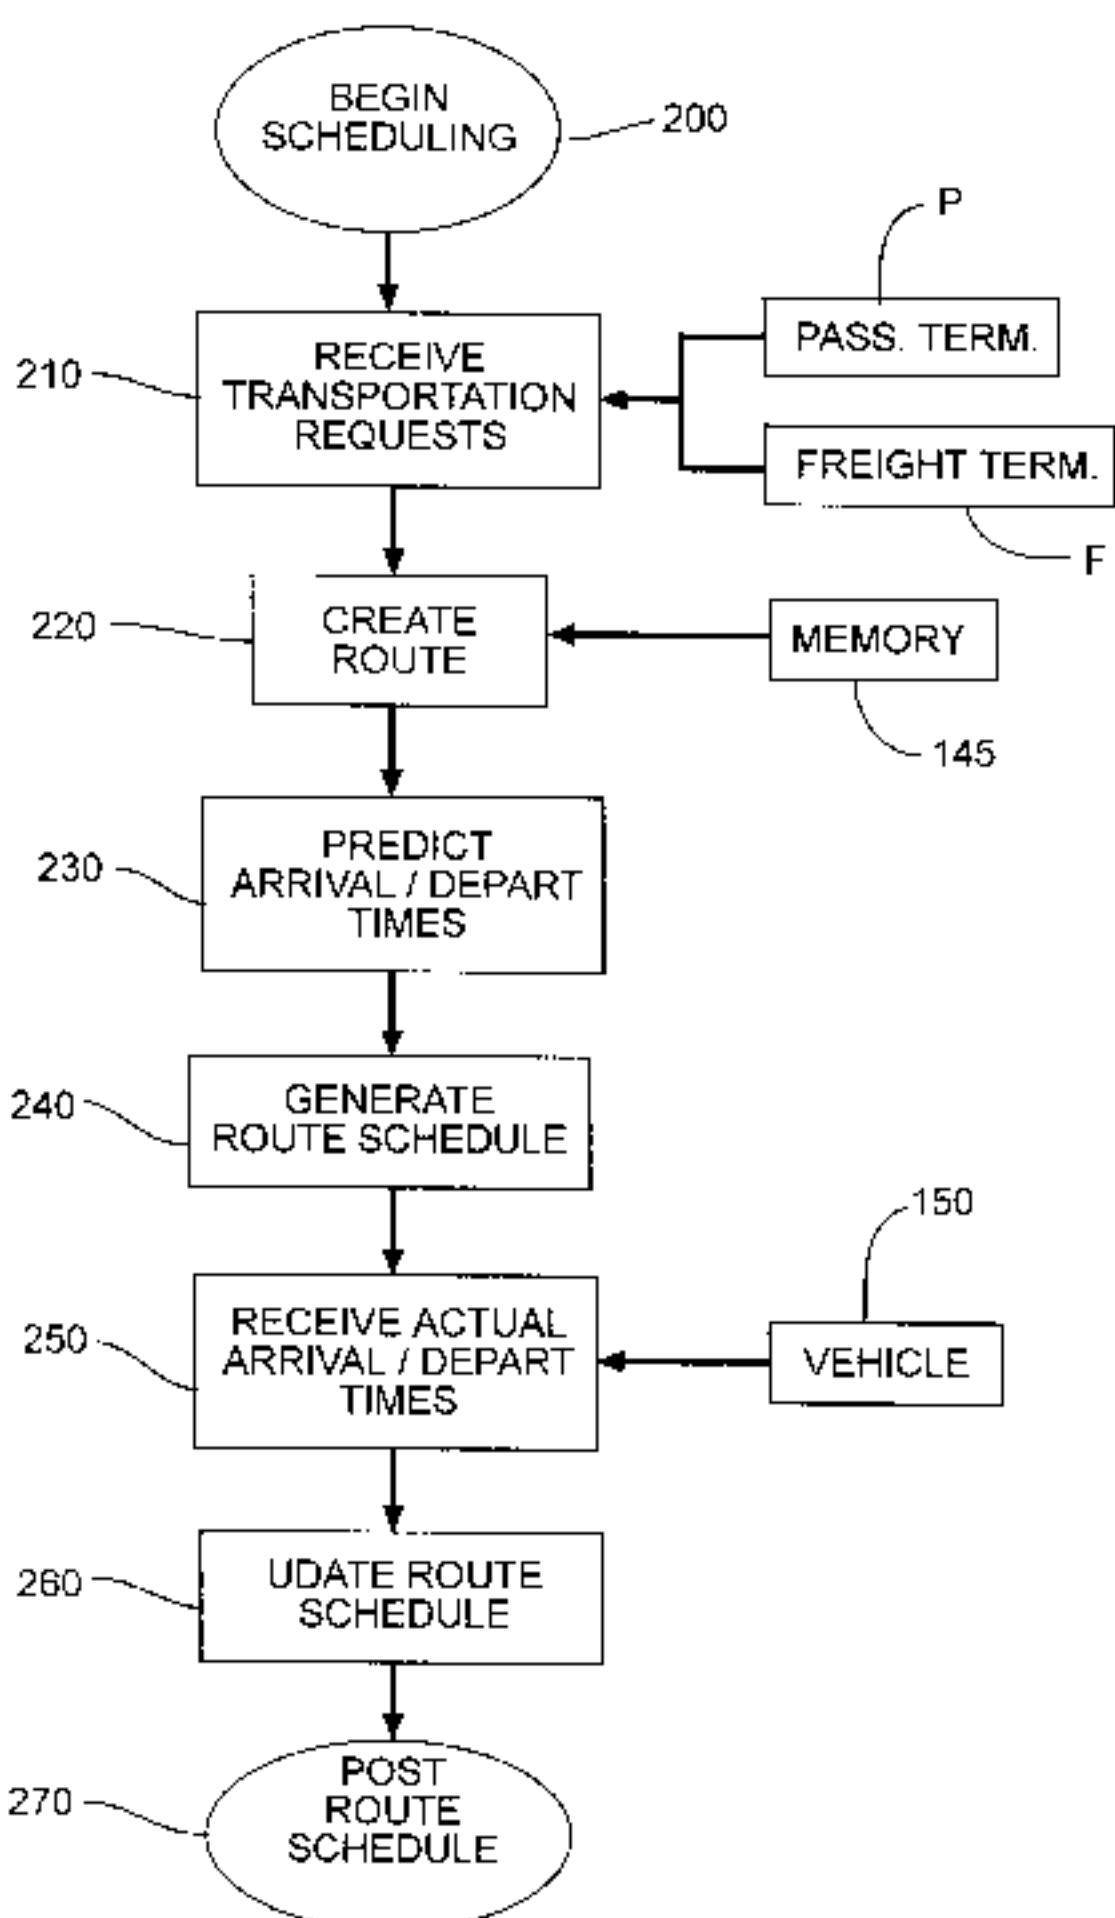 BEGIN
SCHEDULING
200
P
PASS. TERM.
210
RECEIVE
TRANSPORTATION
REQUESTS
FREIGHT TERM.
F
220
CREATE
ROUTE
MEMORY
145
230
PREDICT
ARRIVAL / DEPART
TIMES
240
GENERATE
ROUTE SCHEDULE
150
250
RECEIVE ACTUAL
ARRIVAL / DEPART
TIMES
VEHICLE
260
UDATE ROUTE
SCHEDULE
270
POST
ROUTE
SCHEDULE